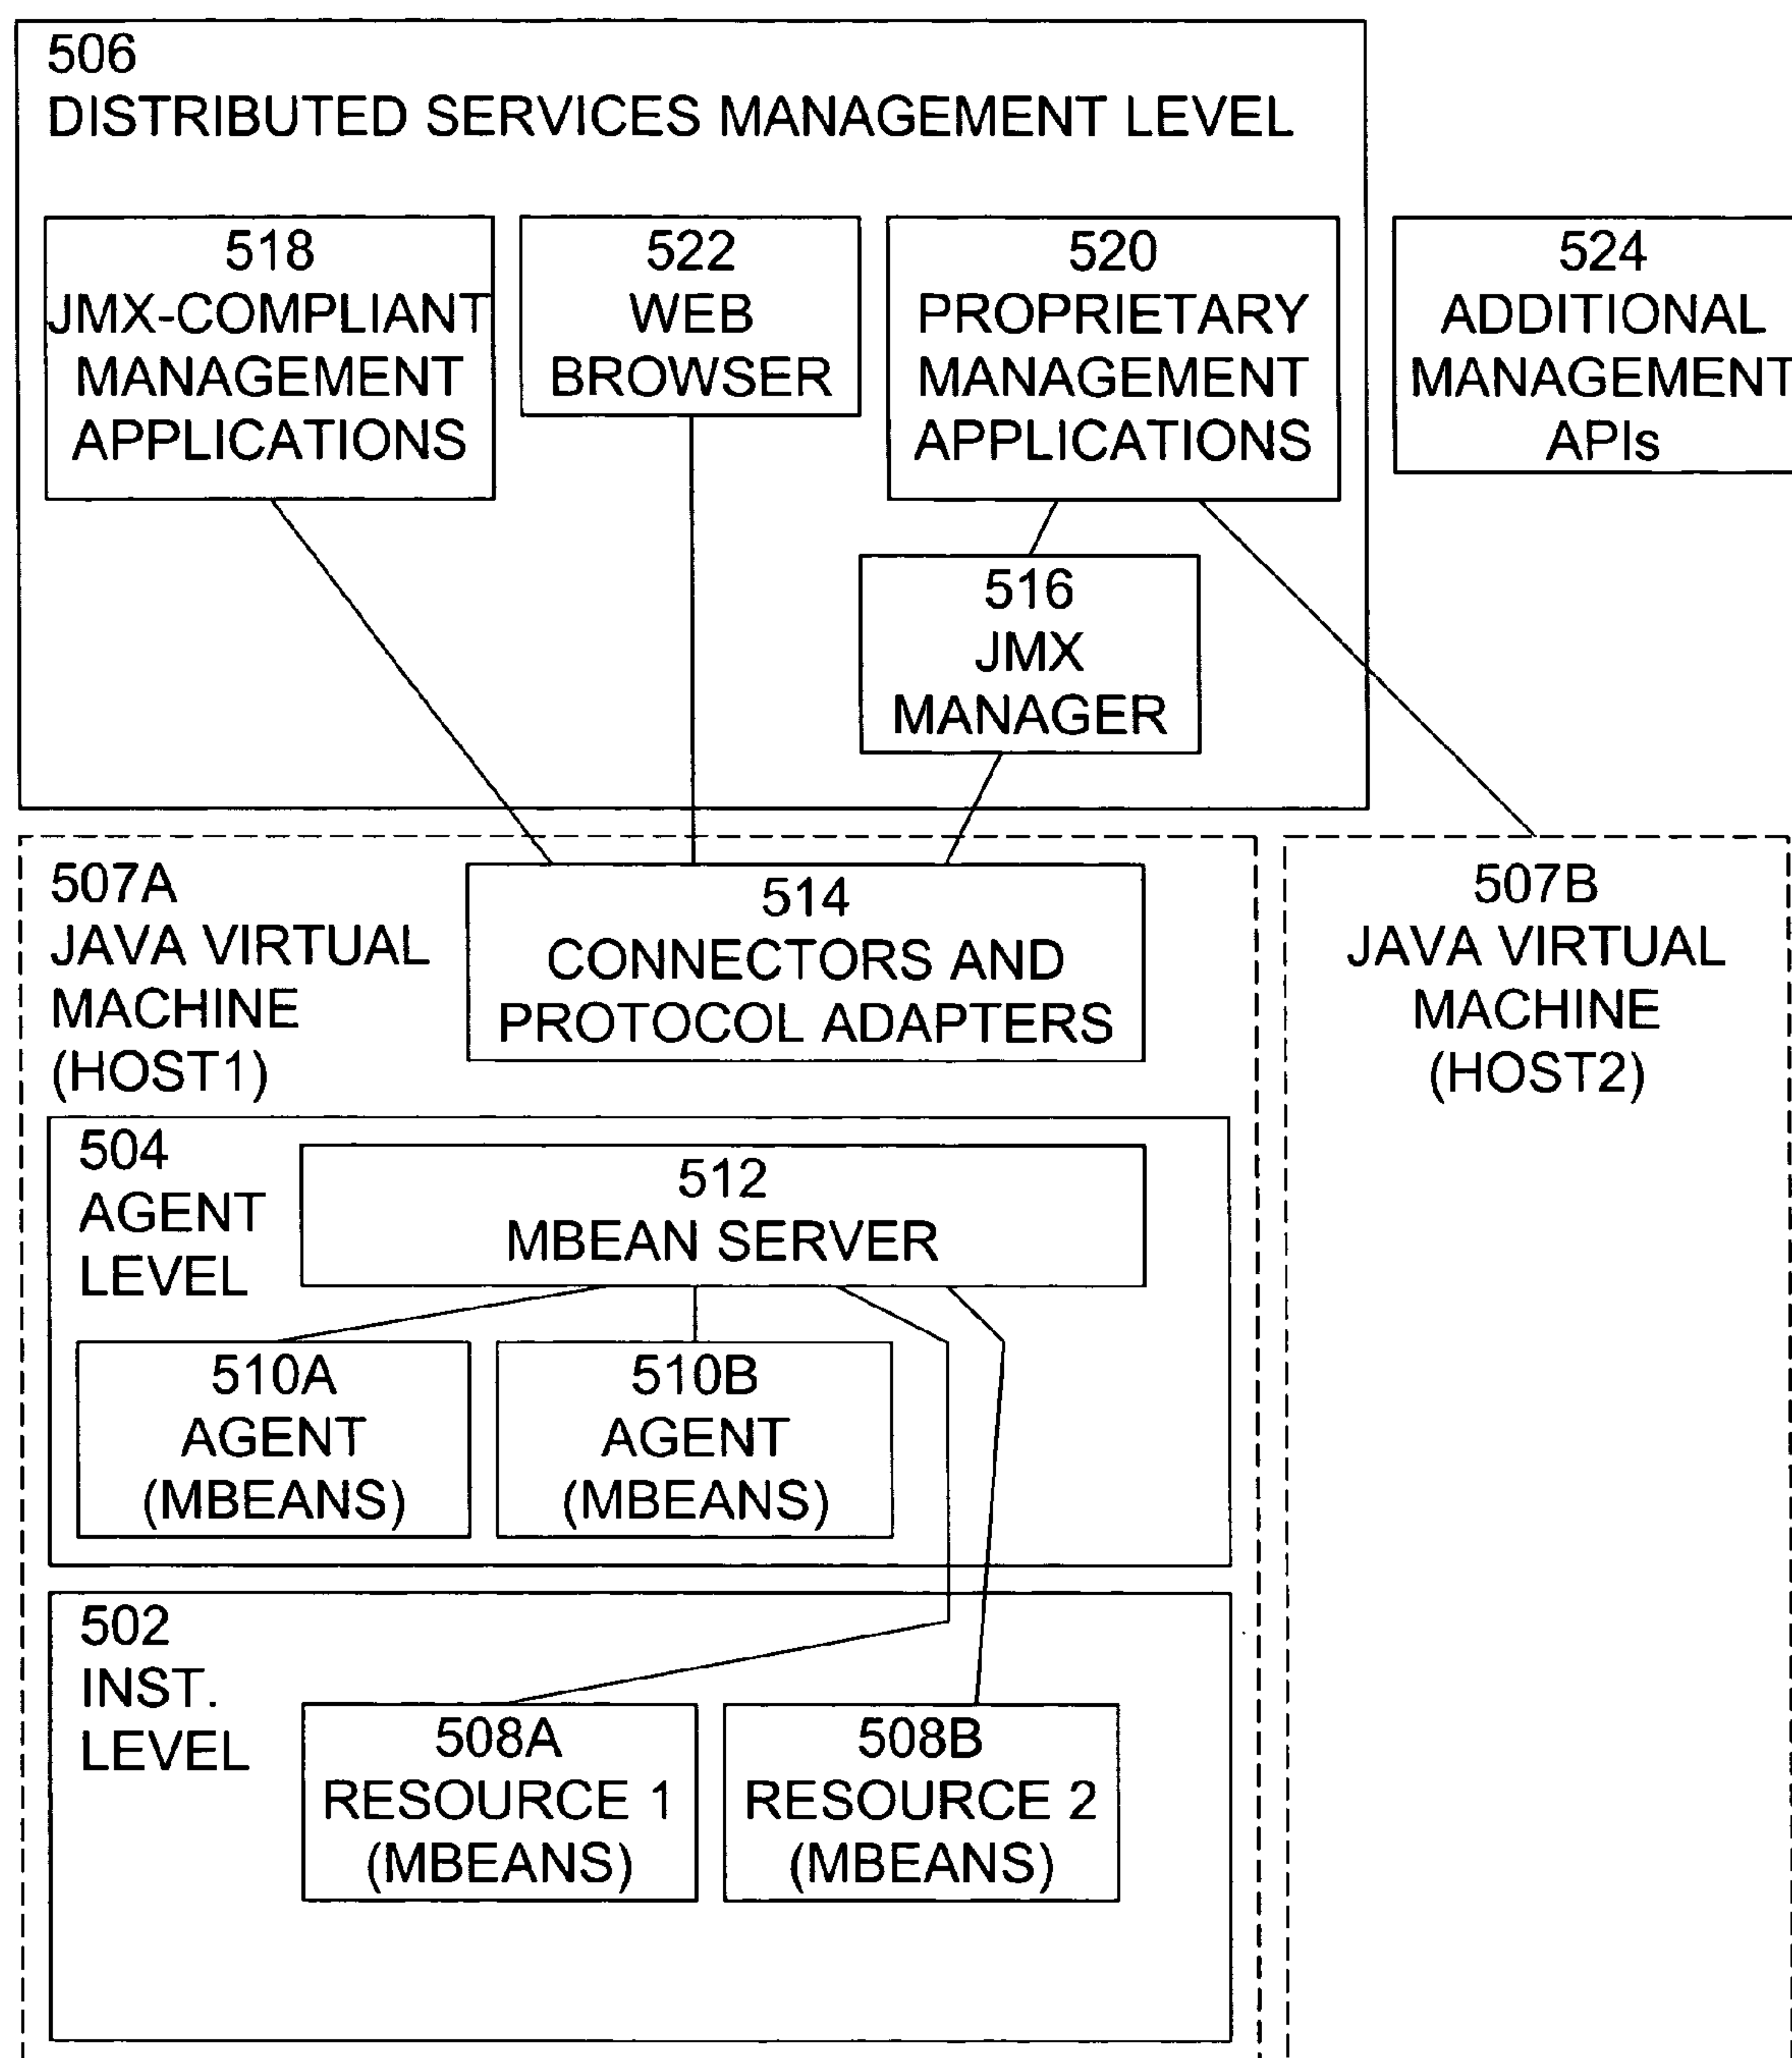 506
DISTRIBUTED SERVICES MANAGEMENT LEVEL
518
JMX-COMPLIANT
MANAGEMENT
APPLICATIONS
522
WEB
BROWSER
520
PROPRIETARY
MANAGEMENT
APPLICATIONS
524
ADDITIONAL
MANAGEMENT
APIs
516
JMX
MANAGER
507A
JAVA VIRTUAL
MACHINE
(HOST1)
514
CONNECTORS AND
PROTOCOL ADAPTERS
507B
JAVA VIRTUAL
MACHINE
(HOST2)
504
AGENT
LEVEL
512
MBEAN SERVER
510A
AGENT
(MBEANS)
510B
AGENT
(MBEANS)
502
INST.
LEVEL
508A
RESOURCE 1
(MBEANS)
508B
RESOURCE 2
(MBEANS)